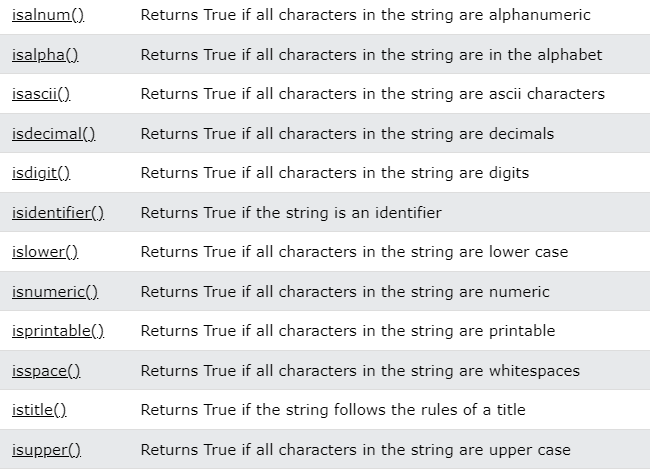 isalnum() Returns True if all characters in the string are alphanumeric
isalpha() Returns True if all characters in the string are in the alphabet
isascii() Returns True if all characters in the string are ascii characters
isdecimal() Returns True if all characters in the string are decimals
isdigit() Returns True if all characters in the string are digits
isidentifier() Returns True if the string is an identifier
islower() Returns True if all characters in the string are lower case
isnumeric() Returns True if all characters in the string are numeric
isprintable() Returns True if all characters in the string are printable
isspace() Returns True if all characters in the string are whitespaces
istitle() Returns True if the string follows the rules of a title
isupper() Returns True if all characters in the string are upper case